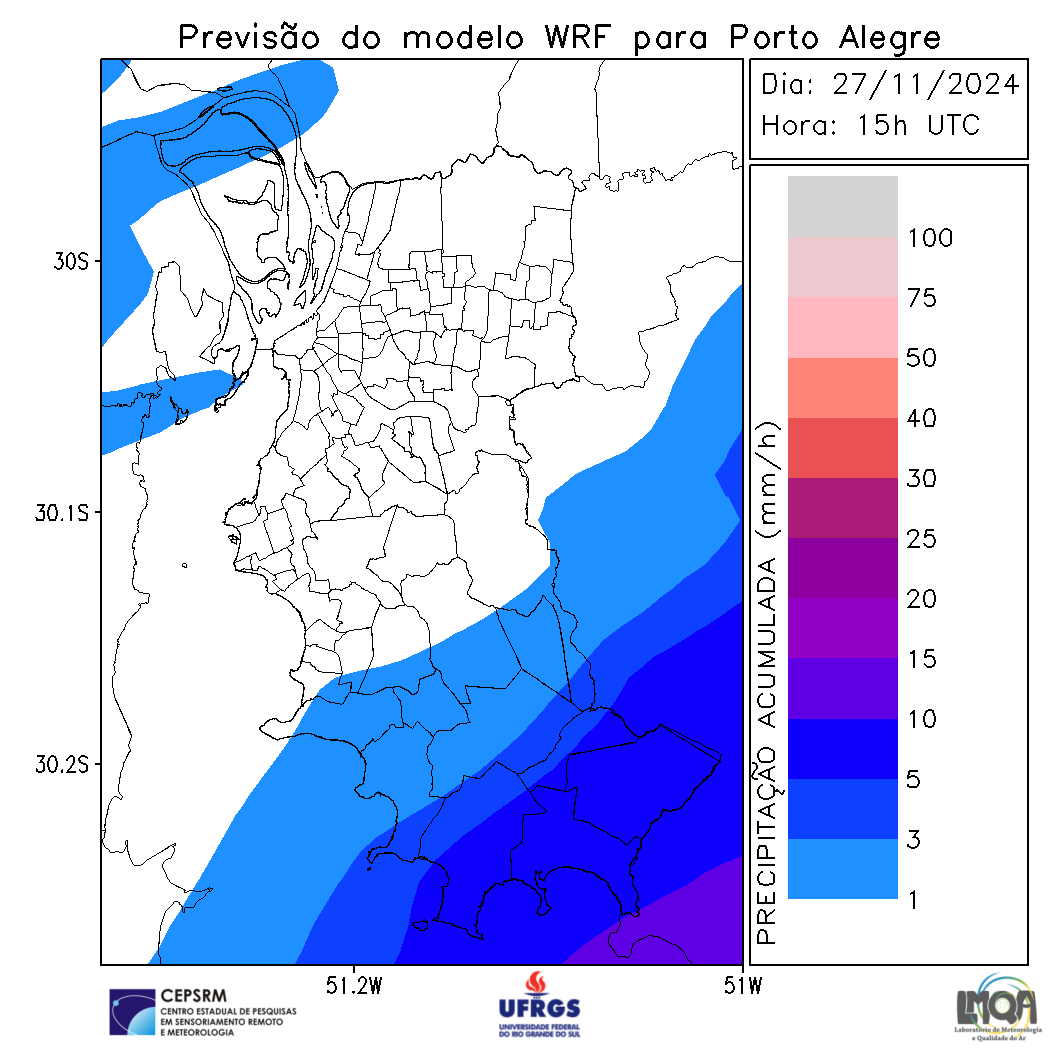 Previsão do modelo WRF para Porto Alegre
Dia: 27/11/2024
Hora: 15h UTC
30S
30.1S
30.2S
51.2W
51W
PRECIPITAÇÃO ACUMULADA (mm/h)
100
75
50
40
30
25
20
15
10
5
3
1
CEPSRM
CENTRO ESTADUAL DE PESQUISAS
EM SENSORIAMENTO REMOTO
E METEOROLOGIA
UFRGS
UNIVERSIDADE FEDERAL
DO RIO GRANDE DO SUL
LMQA
Laboratório de Meteorologia
e Qualidade do Ar